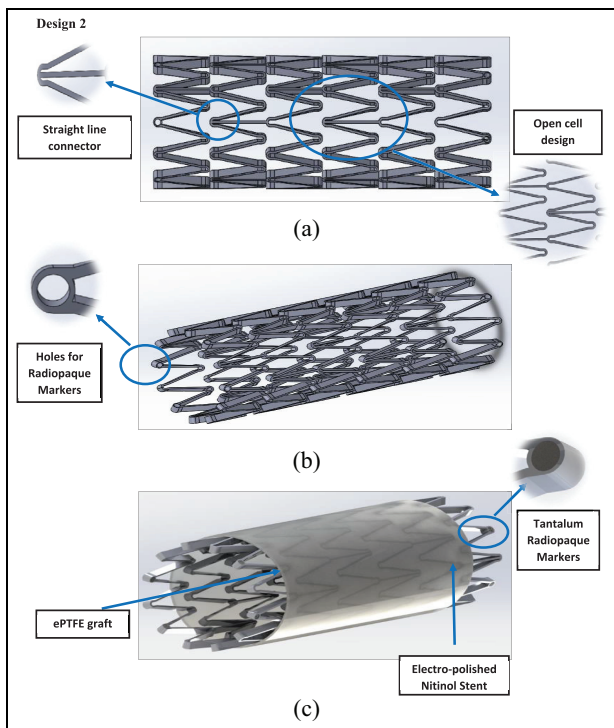 Design 2
Straight line
connector
Open cell
design
(a)
Holes for
Radiopaque
Markers
(b)
Tantalum
Radiopaque
Markers
ePTFE graft
Electro-polished
Nitinol Stent
(c)